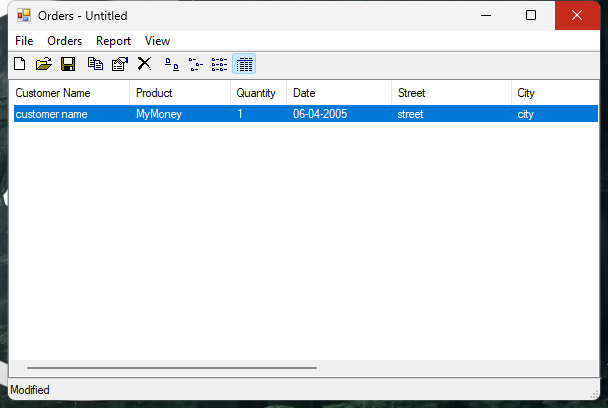 Orders - Untitled
File Orders Report View
Customer Name Product Quantity Date Street City
customer name MyMoney 1 06-04-2005 street city
Modified